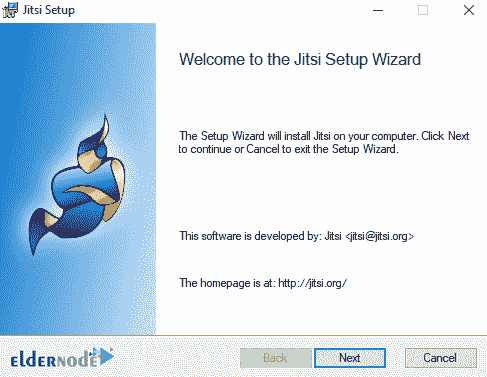 Jitsi Setup
Welcome to the Jitsi Setup Wizard
The Setup Wizard will install Jitsi on your computer. Click Next
to continue or Cancel to exit the Setup Wizard.
This software is developed by: Jitsi <jitsi@jitsi.org>
The homepage is at: http://jitsi.org/
eldernode
Back
Next
Cancel